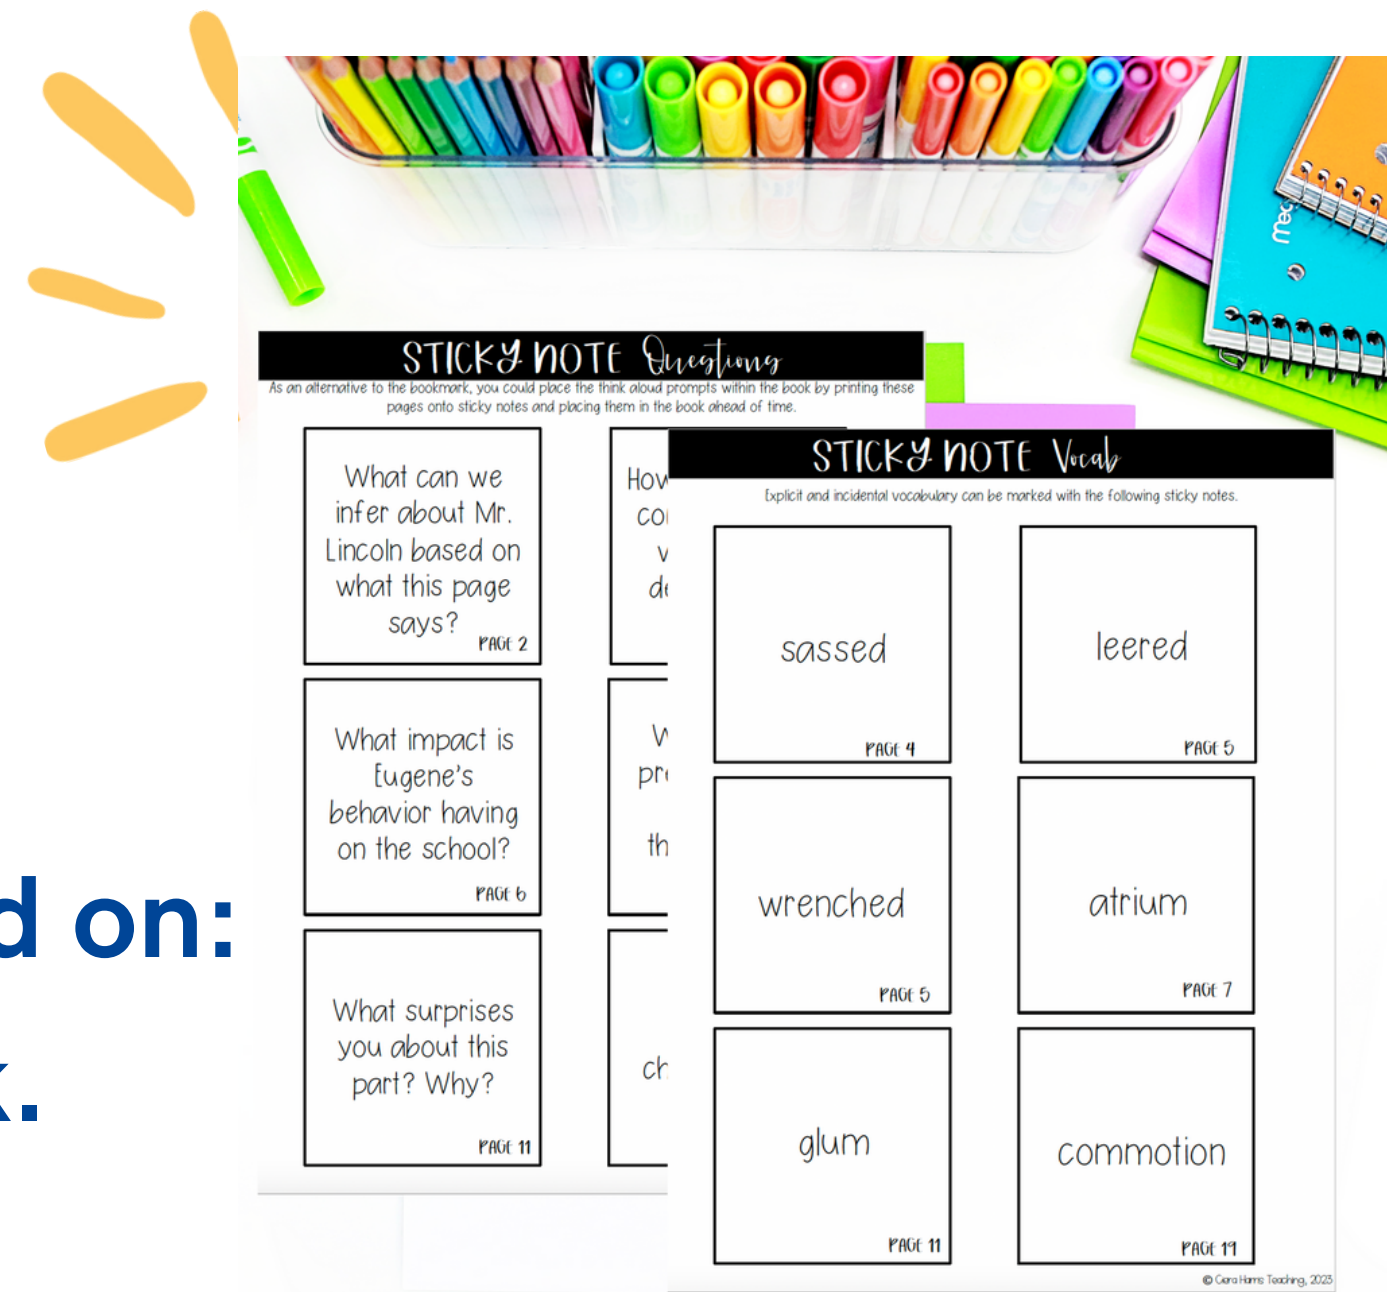 STICKY NOTE Questions
As an alternative to the bookmark, you could place the think aloud prompts within the book by printing these
pages onto sticky notes and placing them in the book ahead of time.
What can we
infer about Mr.
Lincoln based on
what this page
says?
PAGE 2
What impact is
Eugene's
behavior having
on the school?
PAGE 6
What surprises
you about this
part? Why?
PAGE 11
How
STICKY NOTE Vocab
Explicit and incidental vocabulary can be marked with the following sticky notes.
sassed
PAGE 4
leered
PAGE 5
wrenched
PAGE 5
atrium
PAGE 7
glum
PAGE 11
commotion
PAGE 19
© Ciera Harris Teaching, 2023
d on:
k.